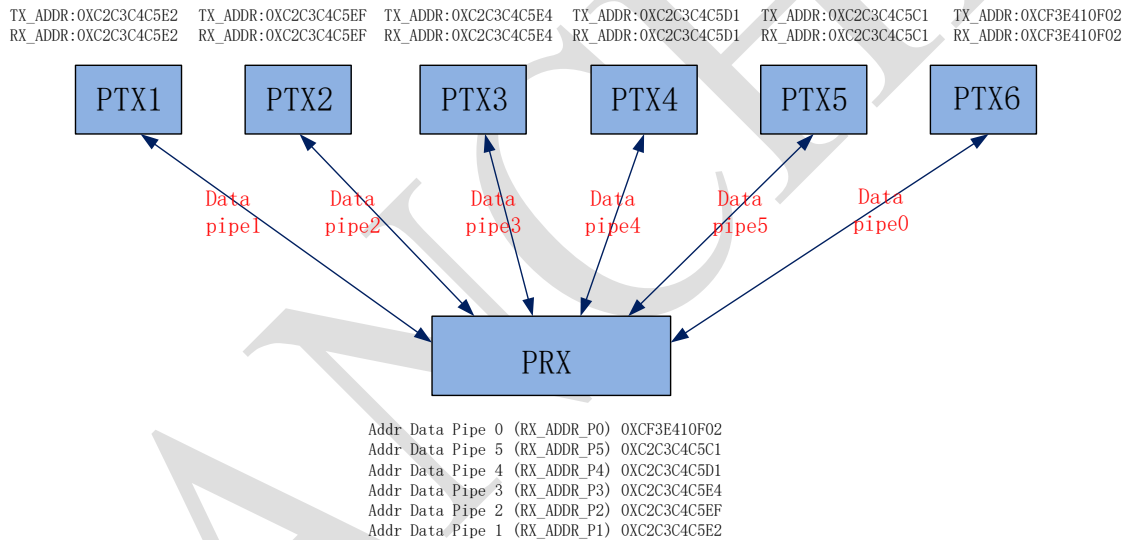 TX_ADDR:0XC2C3C4C5E2 TX_ADDR:0XC2C3C4C5EF TX_ADDR:0XC2C3C4C5E4 TX_ADDR:0XC2C3C4C5D1 TX_ADDR:0XC2C3C4C5C1 TX_ADDR:0XCF3E410F02
RX_ADDR:0XC2C3C4C5E2 RX_ADDR:0XC2C3C4C5EF RX_ADDR:0XC2C3C4C5E4 RX_ADDR:0XC2C3C4C5D1 RX_ADDR:0XC2C3C4C5C1 RX_ADDR:0XCF3E410F02
PTX1 PTX2 PTX3 PTX4 PTX5 PTX6
Data Data Data Data Data Data
pipe1 pipe2 pipe3 pipe4 pipe5 pipe0
PRX
Addr Data Pipe 0 (RX_ADDR_P0) 0XCF3E410F02
Addr Data Pipe 5 (RX_ADDR_P5) 0XC2C3C4C5C1
Addr Data Pipe 4 (RX_ADDR_P4) 0XC2C3C4C5D1
Addr Data Pipe 3 (RX_ADDR_P3) 0XC2C3C4C5E4
Addr Data Pipe 2 (RX_ADDR_P2) 0XC2C3C4C5EF
Addr Data Pipe 1 (RX_ADDR_P1) 0XC2C3C4C5E2